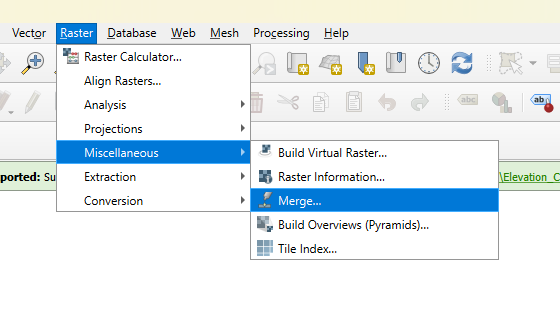 Vector Raster Database Web Mesh Processing Help
Raster Calculator...
Align Rasters...
Analysis
Projections
Miscellaneous
Extraction
Conversion
Build Virtual Raster...
Raster Information...
Merge...
Build Overviews (Pyramids)...
Tile Index...
abc
ab
ported: Su
\Elevation_C